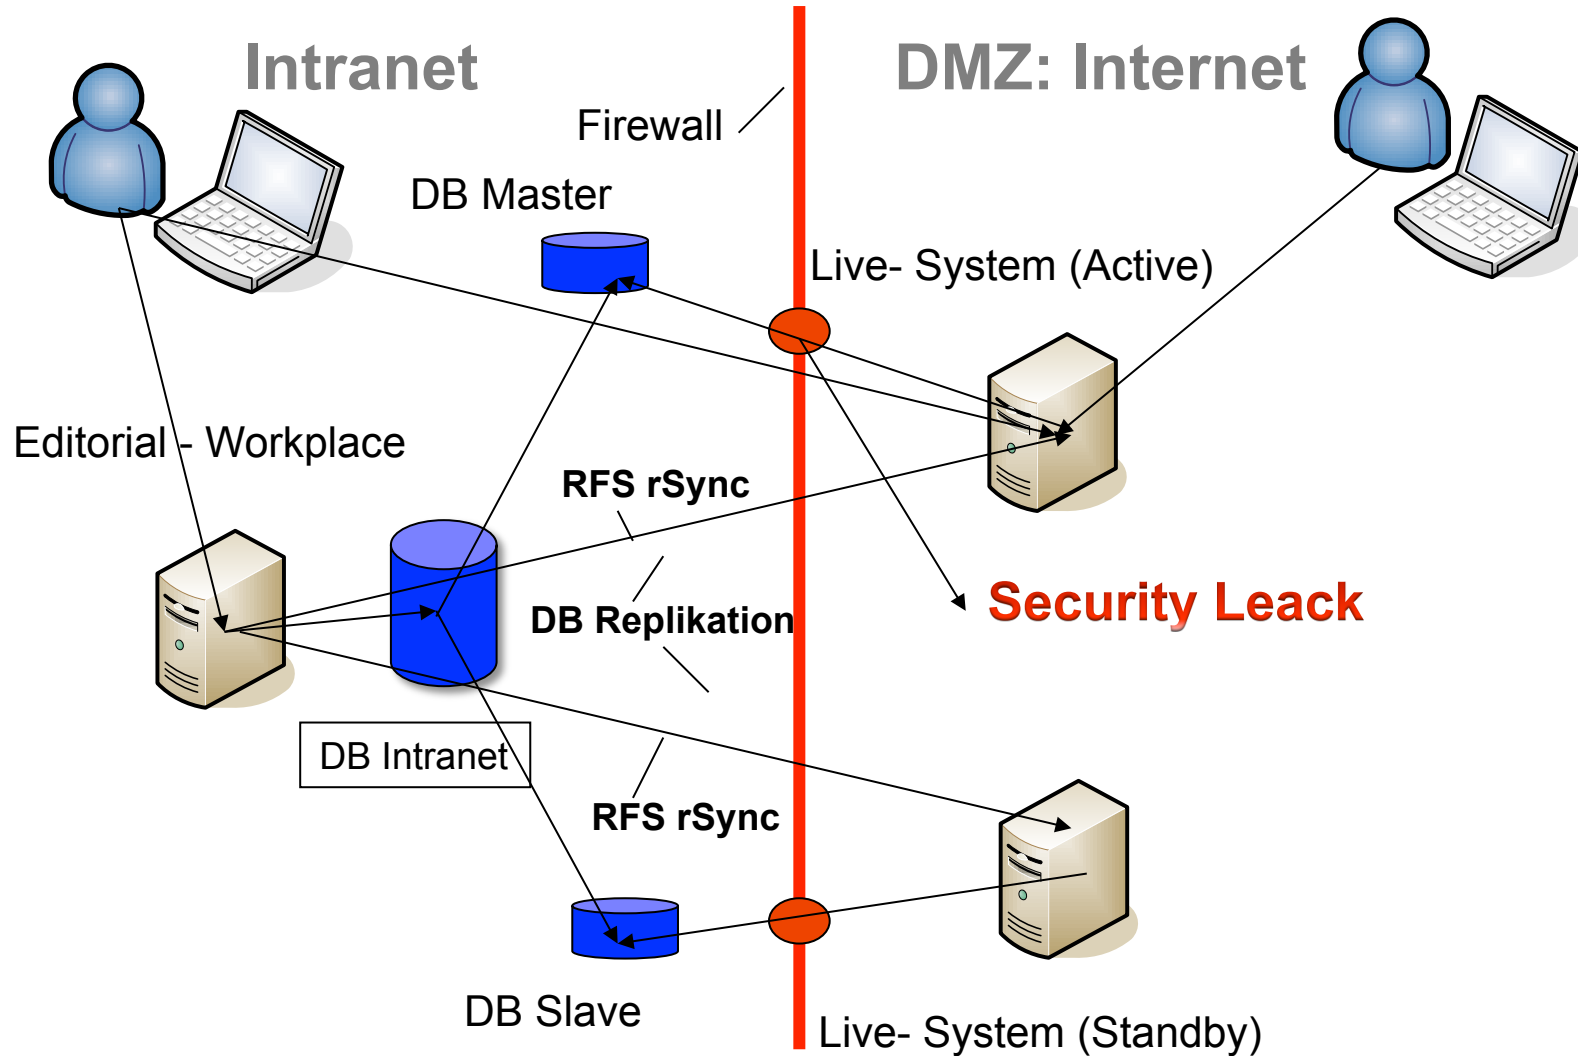 Intranet
DMZ: Internet
Firewall
DB Master
Live- System (Active)
Editorial - Workplace
RFS rSync
Security Leack
DB Replikation
DB Intranet
RFS rSync
DB Slave
Live- System (Standby)